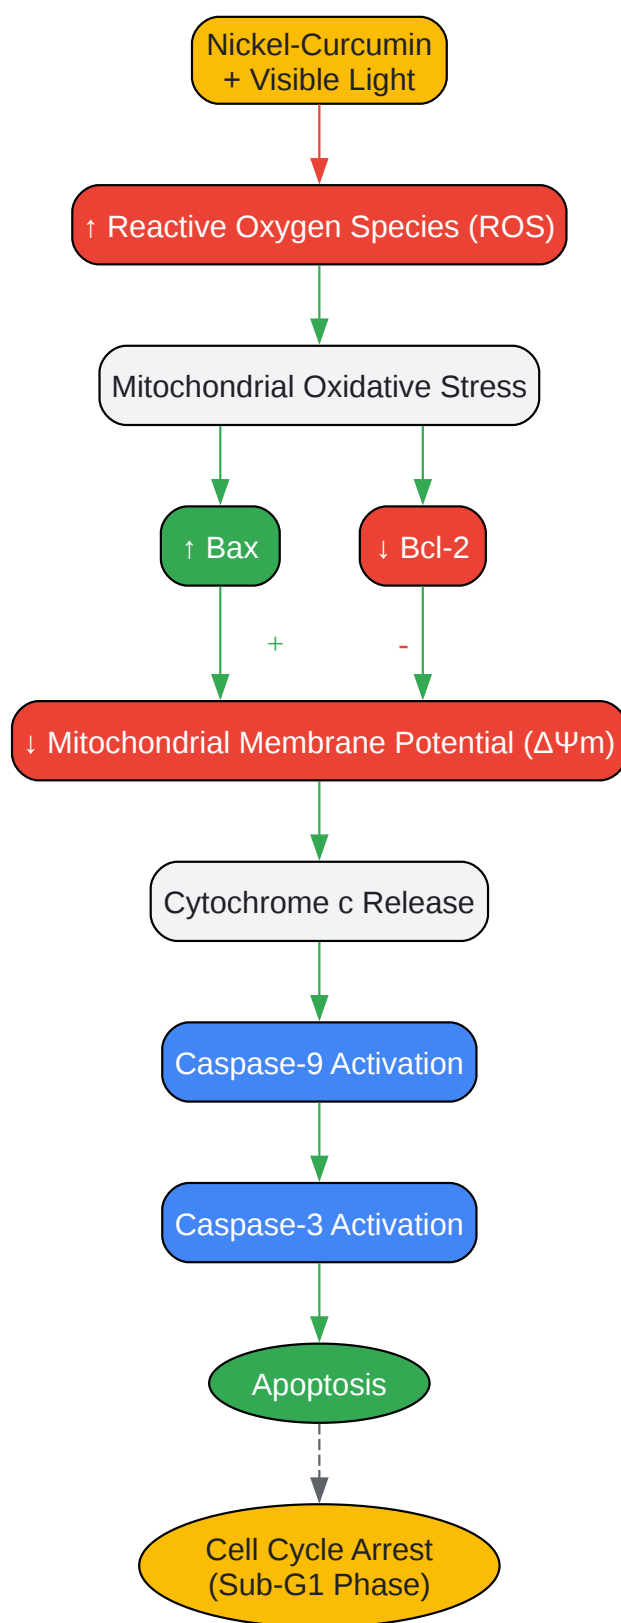 Nickel-Curcumin
+ Visible Light
↑ Reactive Oxygen Species (ROS)
Mitochondrial Oxidative Stress
↑ Bax
↓ Bcl-2
+
-
↓ Mitochondrial Membrane Potential (ΔΨm)
Cytochrome c Release
Caspase-9 Activation
Caspase-3 Activation
Apoptosis
Cell Cycle Arrest
(Sub-G1 Phase)